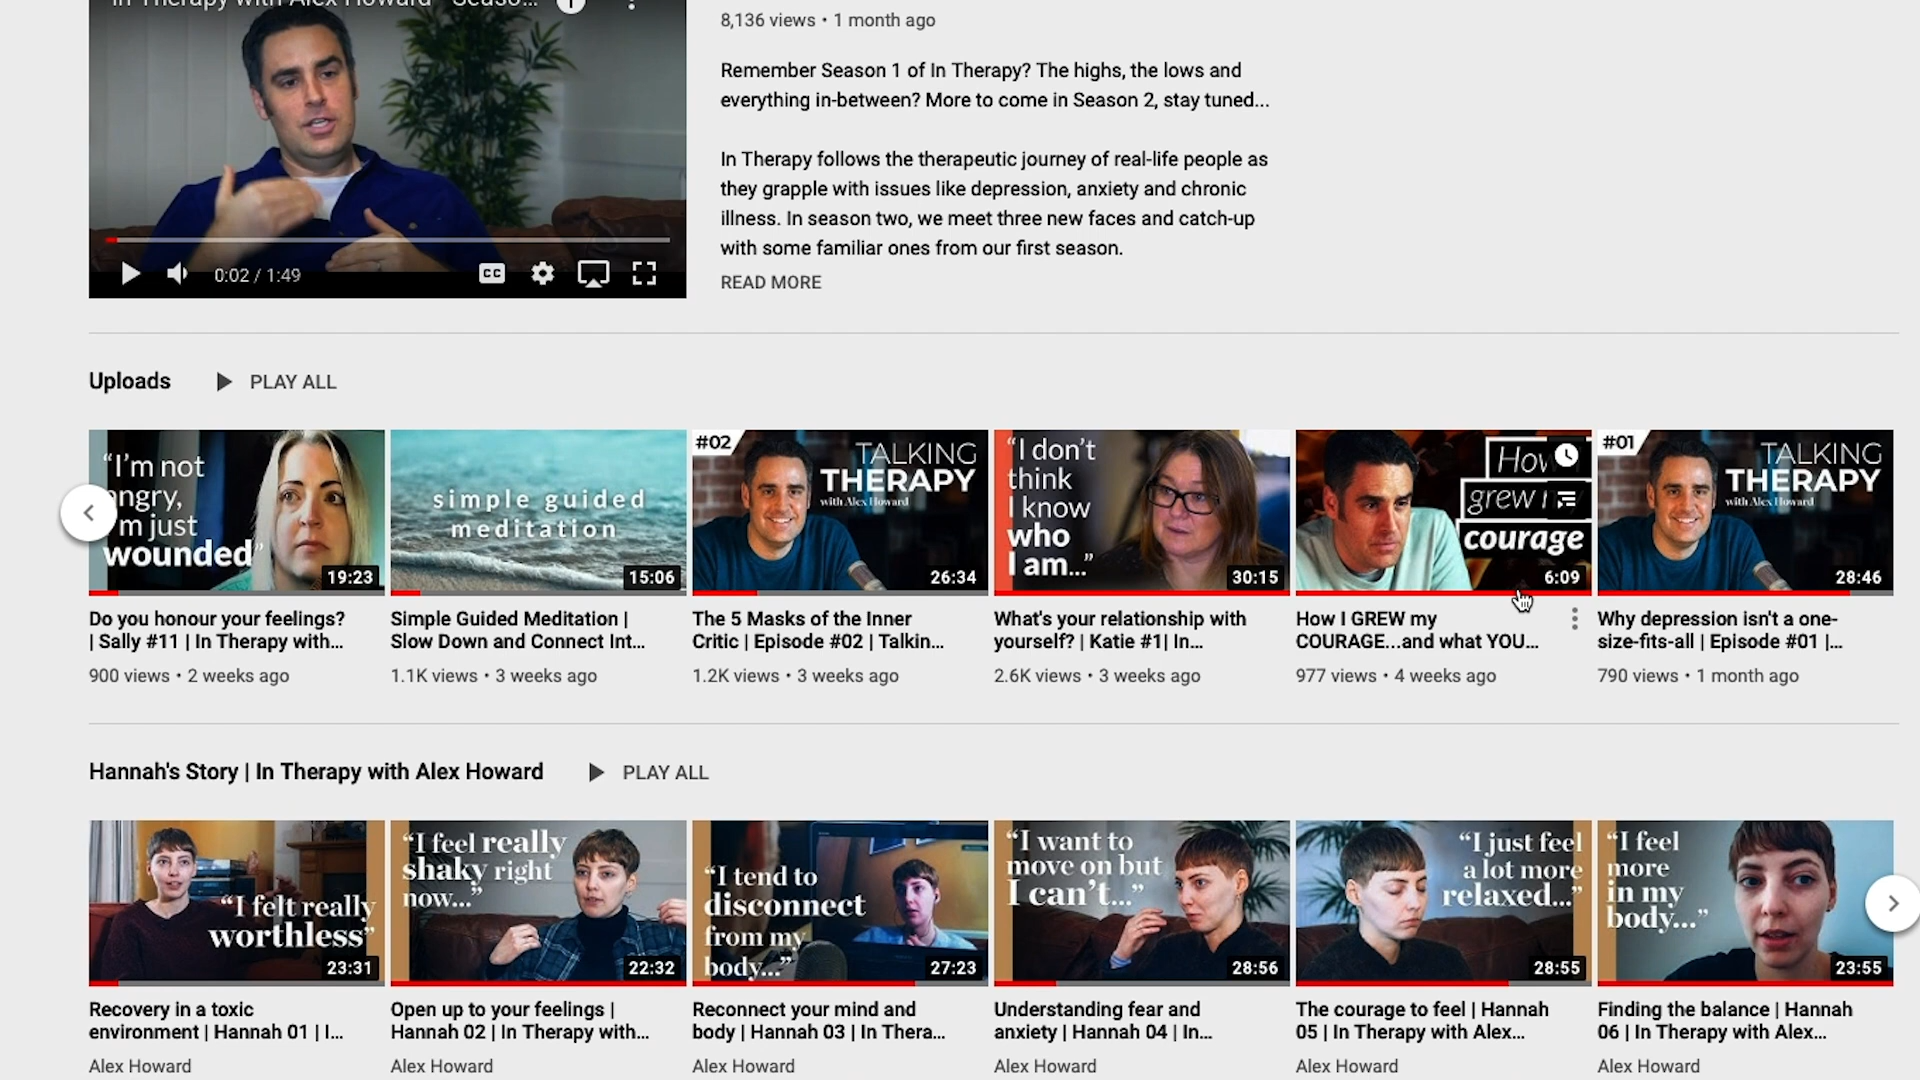 In Therapy with Alex Howard - Seaso...
8,136 views • 1 month ago
Remember Season 1 of In Therapy? The highs, the lows and
everything in-between? More to come in Season 2, stay tuned...
In Therapy follows the therapeutic journey of real-life people as
they grapple with issues like depression, anxiety and chronic
illness. In season two, we meet three new faces and catch-up
with some familiar ones from our first season.
READ MORE
0:02 / 1:49
CC
Uploads
PLAY ALL
"I'm not
angry,
I'm just
wounded"
19:23
simple guided
meditation
15:06
#02
TALKING
THERAPY
with Alex Howard
26:34
"I don't
think
I know
who
I am..."
30:15
How
grew
courage
6:09
#01
TALKING
THERAPY
with Alex Howard
28:46
Do you honour your feelings?
| Sally #11 | In Therapy with...
900 views • 2 weeks ago
Simple Guided Meditation |
Slow Down and Connect Int...
1.1K views • 3 weeks ago
The 5 Masks of the Inner
Critic | Episode #02 | Talkin...
1.2K views • 3 weeks ago
What's your relationship with
yourself? | Katie #1| In...
2.6K views • 3 weeks ago
How I GREW my
COURAGE...and what YOU...
977 views • 4 weeks ago
Why depression isn't a one-
size-fits-all | Episode #01 |...
790 views • 1 month ago
Hannah's Story | In Therapy with Alex Howard
PLAY ALL
"I felt really
worthless"
23:31
"I feel really
shaky right
now..."
22:32
"I tend to
disconnect
from my
body..."
27:23
"I want to
move on but
I can't..."
28:56
"I just feel
a lot more
relaxed..."
28:55
"I feel
more
in my
body..."
23:55
Recovery in a toxic
environment | Hannah 01 | I...
Alex Howard
Open up to your feelings |
Hannah 02 | In Therapy with...
Alex Howard
Reconnect your mind and
body | Hannah 03 | In Thera...
Alex Howard
Understanding fear and
anxiety | Hannah 04 | In...
Alex Howard
The courage to feel | Hannah
05 | In Therapy with Alex...
Alex Howard
Finding the balance | Hannah
06 | In Therapy with Alex...
Alex Howard